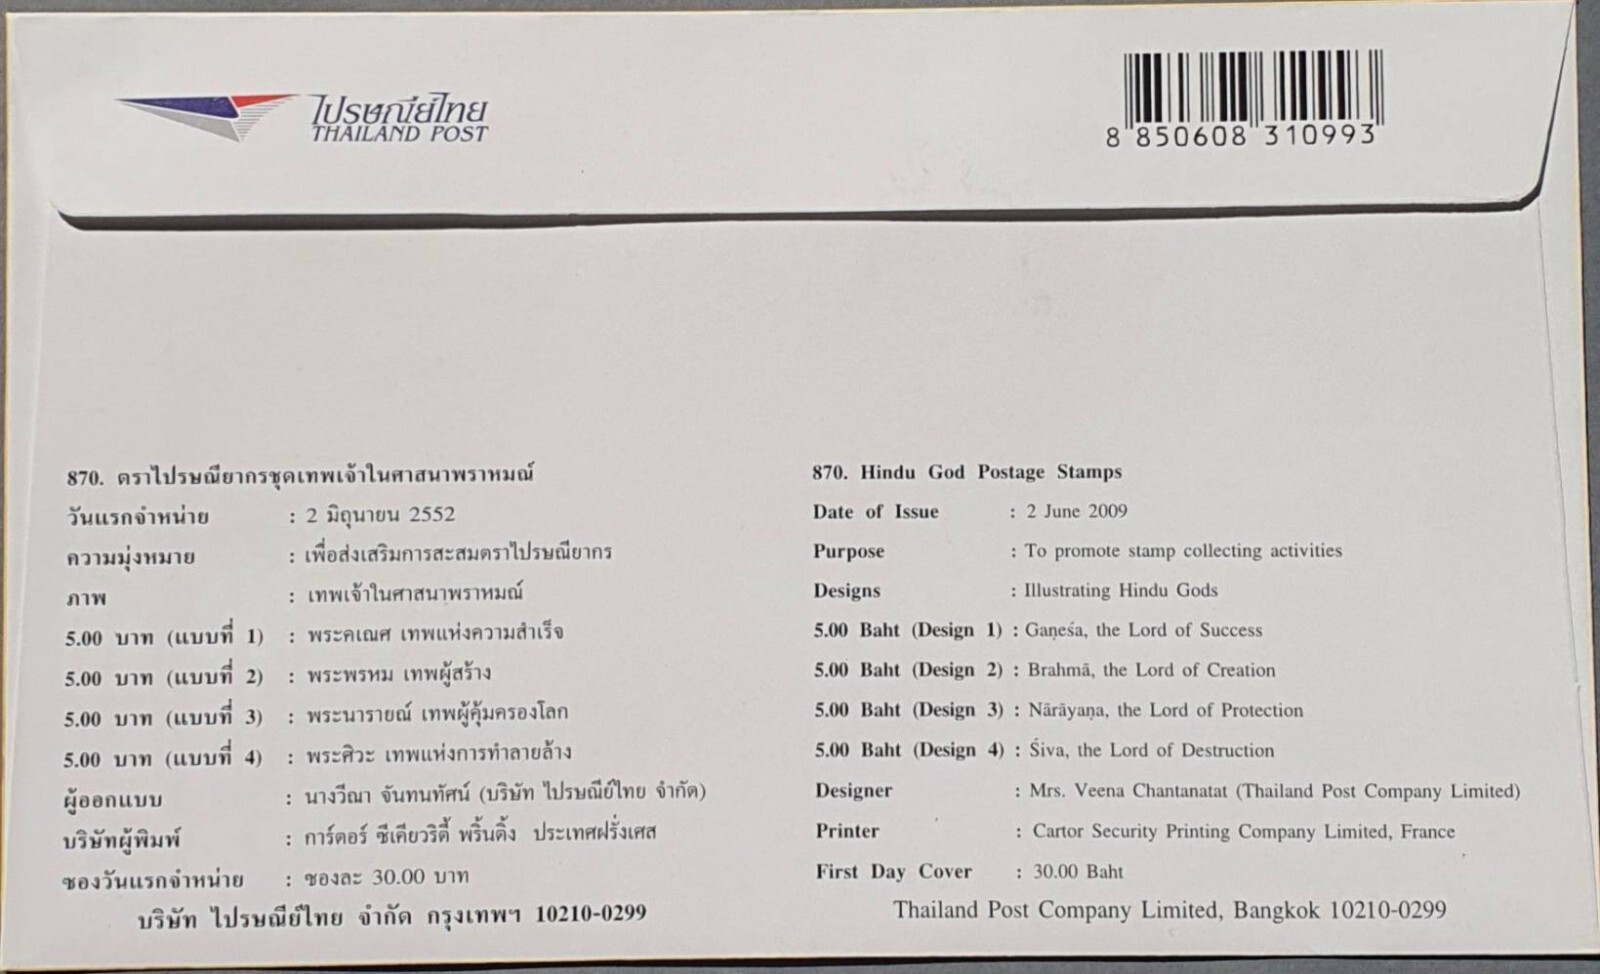 ไปรษณีย์ไทย
THAILAND POST
8 850608 310993
870. ตราไปรษณียากรชุดเทพเจ้าในศาสนาพราหมณ์
วันแรกจำหน่าย : 2 มิถุนายน 2552
ความมุ่งหมาย : เพื่อส่งเสริมการสะสมตราไปรษณียากร
ภาพ : เทพเจ้าในศาสนาพราหมณ์
5.00 บาท (แบบที่ 1) : พระคเณศ เทพแห่งความสำเร็จ
5.00 บาท (แบบที่ 2) : พระพรหม เทพผู้สร้าง
5.00 บาท (แบบที่ 3) : พระนารายณ์ เทพผู้คุ้มครองโลก
5.00 บาท (แบบที่ 4) : พระศิวะ เทพแห่งการทำลายล้าง
ผู้ออกแบบ : นางวีณา จันทนทัศน์ (บริษัท ไปรษณีย์ไทย จำกัด)
บริษัทผู้พิมพ์ : การ์ตอร์ ซีเคียวริตี้ พริ้นติ้ง ประเทศฝรั่งเศส
ซองวันแรกจำหน่าย : ซองละ 30.00 บาท
บริษัท ไปรษณีย์ไทย จำกัด กรุงเทพฯ 10210-0299
870. Hindu God Postage Stamps
Date of Issue : 2 June 2009
Purpose : To promote stamp collecting activities
Designs : Illustrating Hindu Gods
5.00 Baht (Design 1) : Gaṇeśa, the Lord of Success
5.00 Baht (Design 2) : Brahmā, the Lord of Creation
5.00 Baht (Design 3) : Nārāyaṇa, the Lord of Protection
5.00 Baht (Design 4) : Śiva, the Lord of Destruction
Designer : Mrs. Veena Chantanatat (Thailand Post Company Limited)
Printer : Cartor Security Printing Company Limited, France
First Day Cover : 30.00 Baht
Thailand Post Company Limited, Bangkok 10210-0299